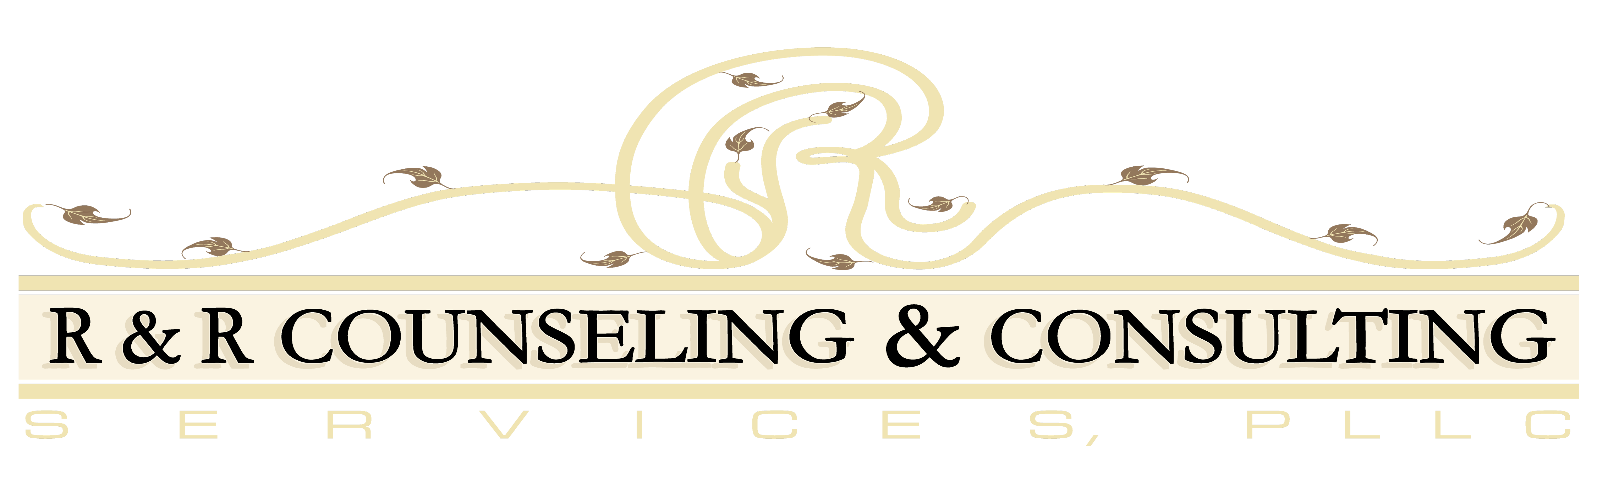 R & R COUNSELING & CONSULTING
SERVICES, PLLC